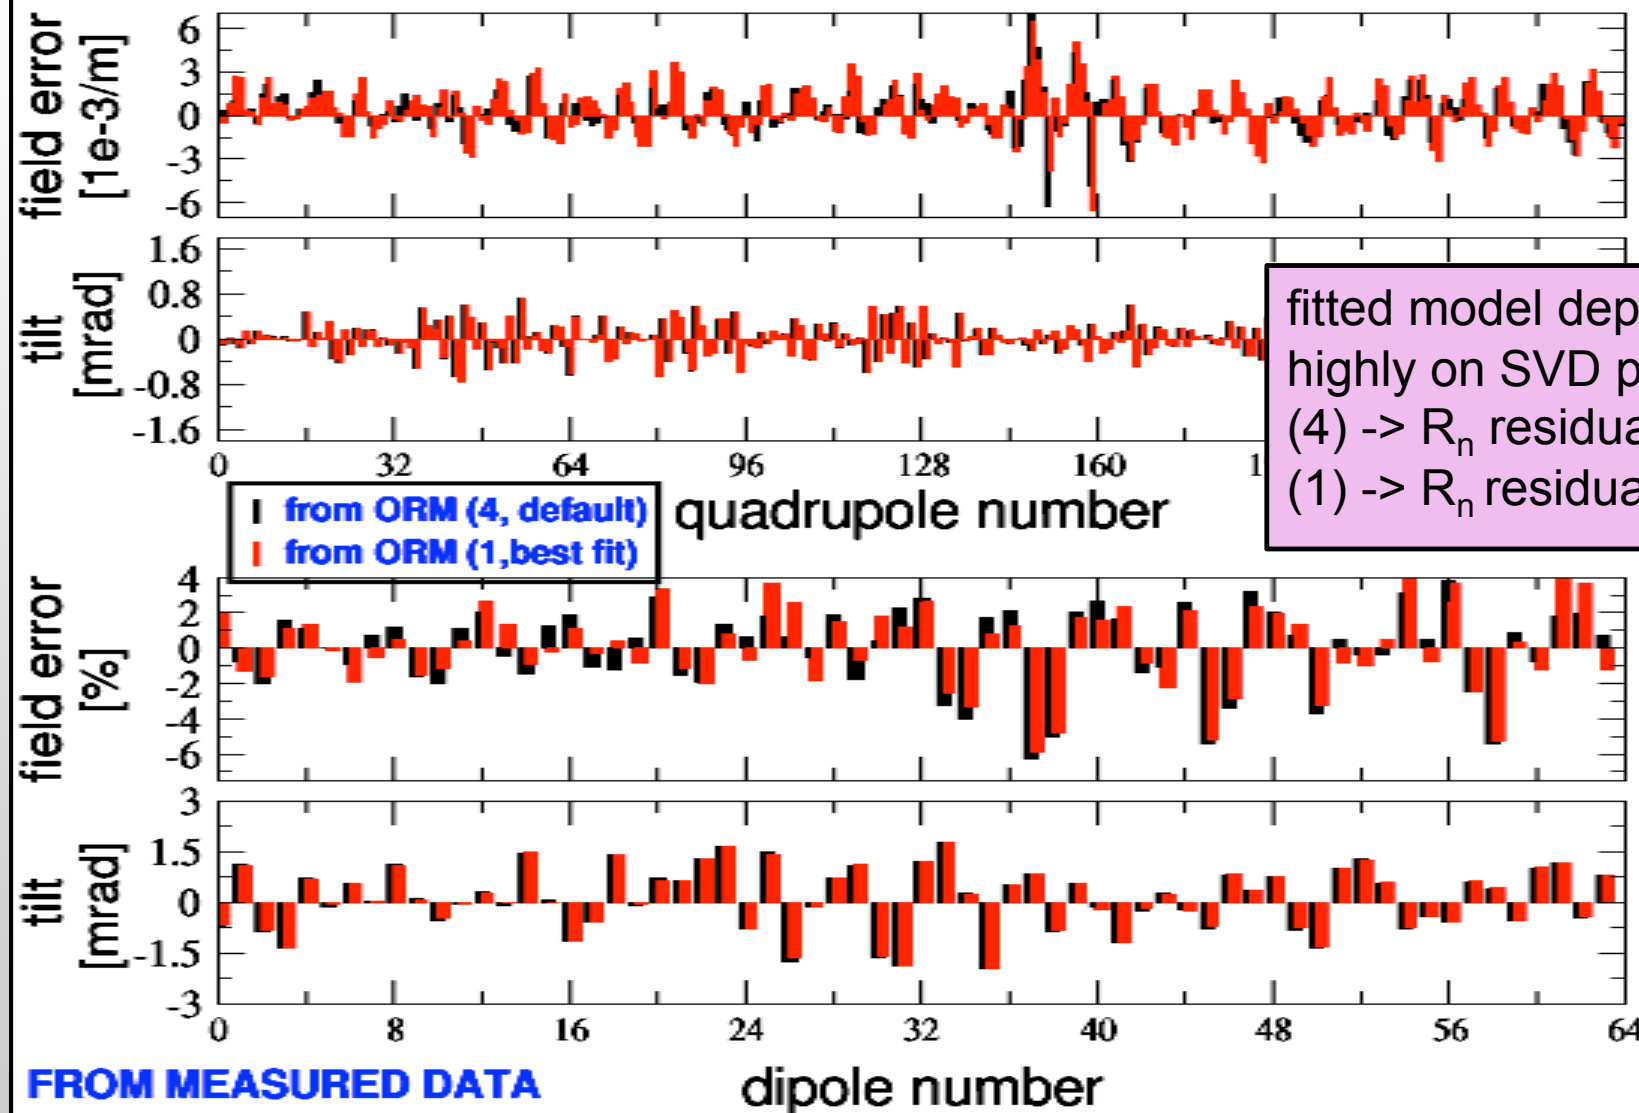 field error
[1e-3/m]
6
3
0
-3
-6
tilt
[mrad]
1.6
0.8
0
-0.8
-1.6
0 32 64 96 128 160
quadrupole number
fitted model dep
highly on SVD p
(4) -> Rn residua
(1) -> Rn residua
from ORM (4, default)
from ORM (1,best fit)
field error
[%]
4
2
0
-2
-4
-6
tilt
[mrad]
3
1.5
0
-1.5
-3
0 8 16 24 32 40 48 56 64
FROM MEASURED DATA
dipole number